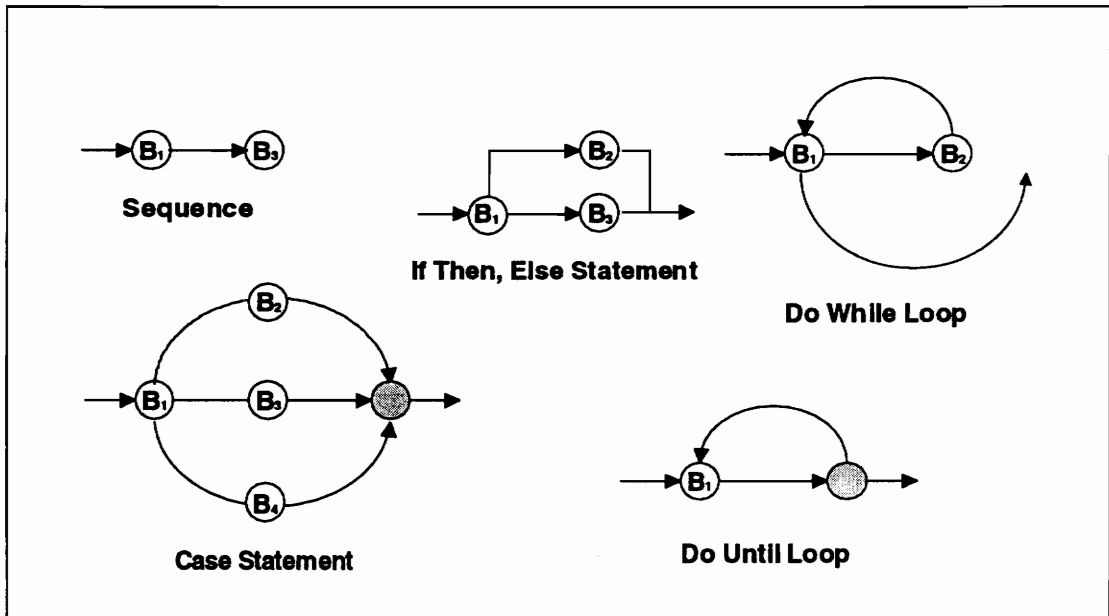 B₁ B₃
Sequence
B₂
B₁ B₃
If Then, Else Statement
B₁ B₂
Do While Loop
B₂
B₁ B₃
B₄
Case Statement
B₁
Do Until Loop